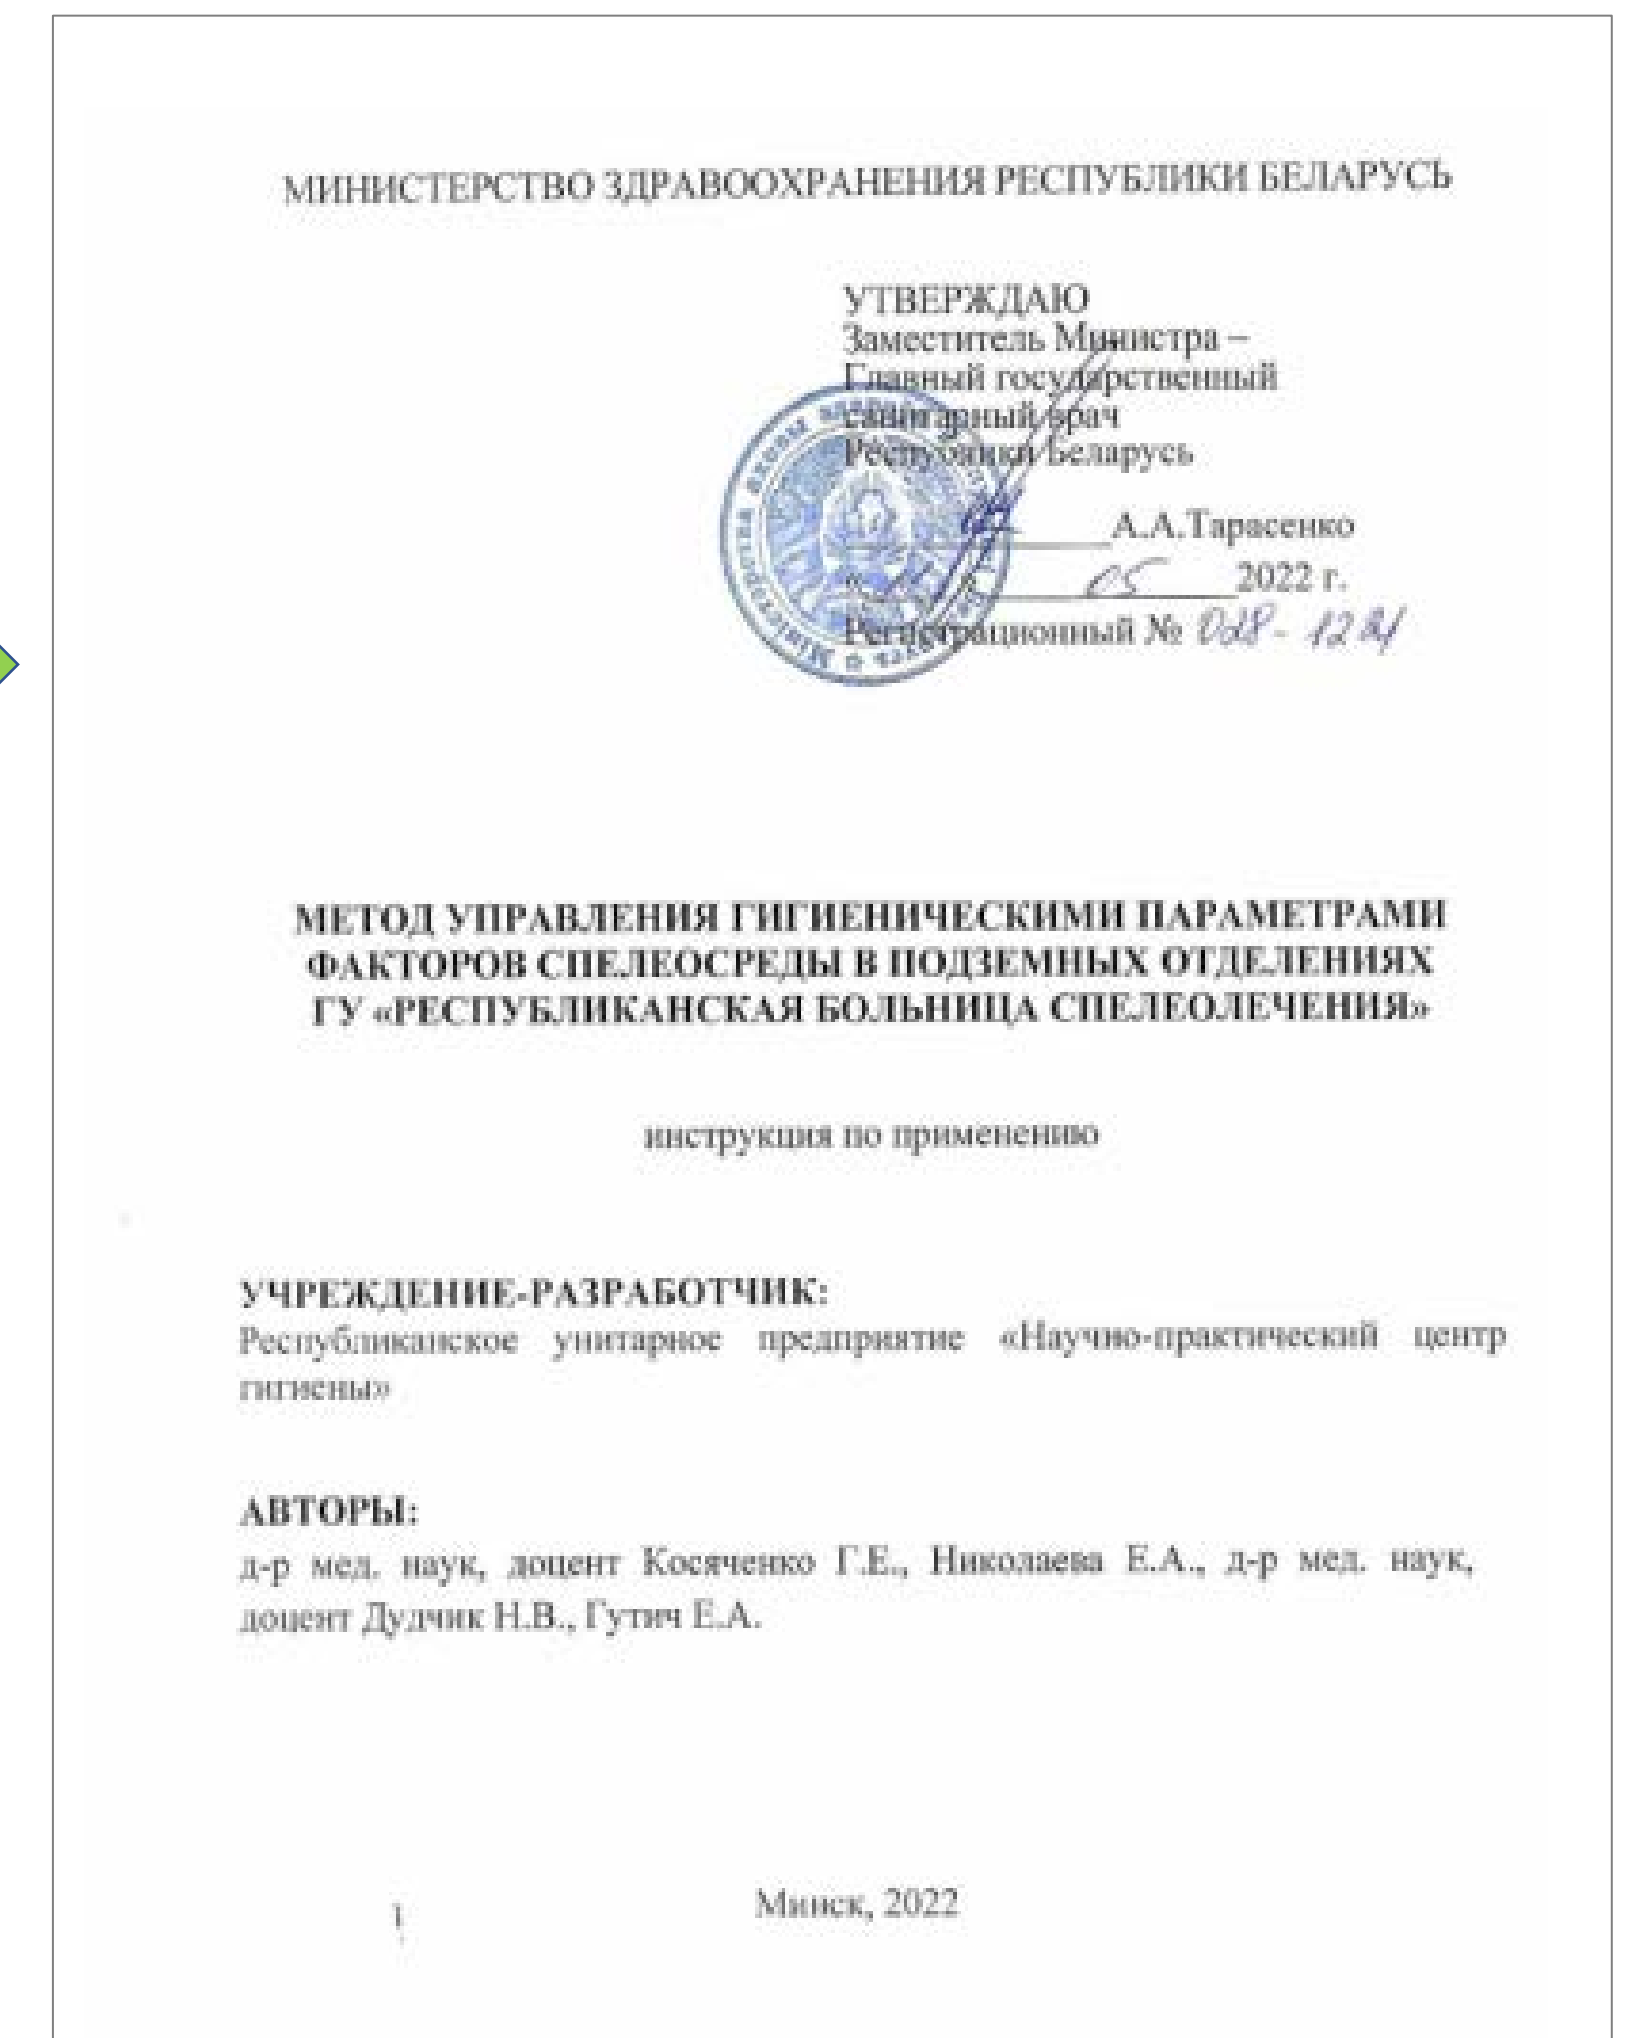 МИНИСТЕРСТВО ЗДРАВООХРАНЕНИЯ РЕСПУБЛИКИ БЕЛАРУСЬ
УТВЕРЖДАЮ
Заместитель Министра –
Главный государственный
санитарный врач
Республики Беларусь
А.А.Тарасенко
05 2022 г.
Регистрационный № 028-1221
МЕТОД УПРАВЛЕНИЯ ГИГИЕНИЧЕСКИМИ ПАРАМЕТРАМИ
ФАКТОРОВ СПЕЛЕОСРЕДЫ В ПОДЗЕМНЫХ ОТДЕЛЕНИЯХ
ГУ «РЕСПУБЛИКАНСКАЯ БОЛЬНИЦА СПЕЛЕОЛЕЧЕНИЯ»
инструкция по применению
УЧРЕЖДЕНИЕ-РАЗРАБОТЧИК:
Республиканское унитарное предприятие «Научно-практический центр
гигиены»
АВТОРЫ:
д-р мед. наук, доцент Косяченко Г.Е., Николаева Е.А., д-р мед. наук,
доцент Дудчик Н.В., Гутич Е.А.
Минск, 2022